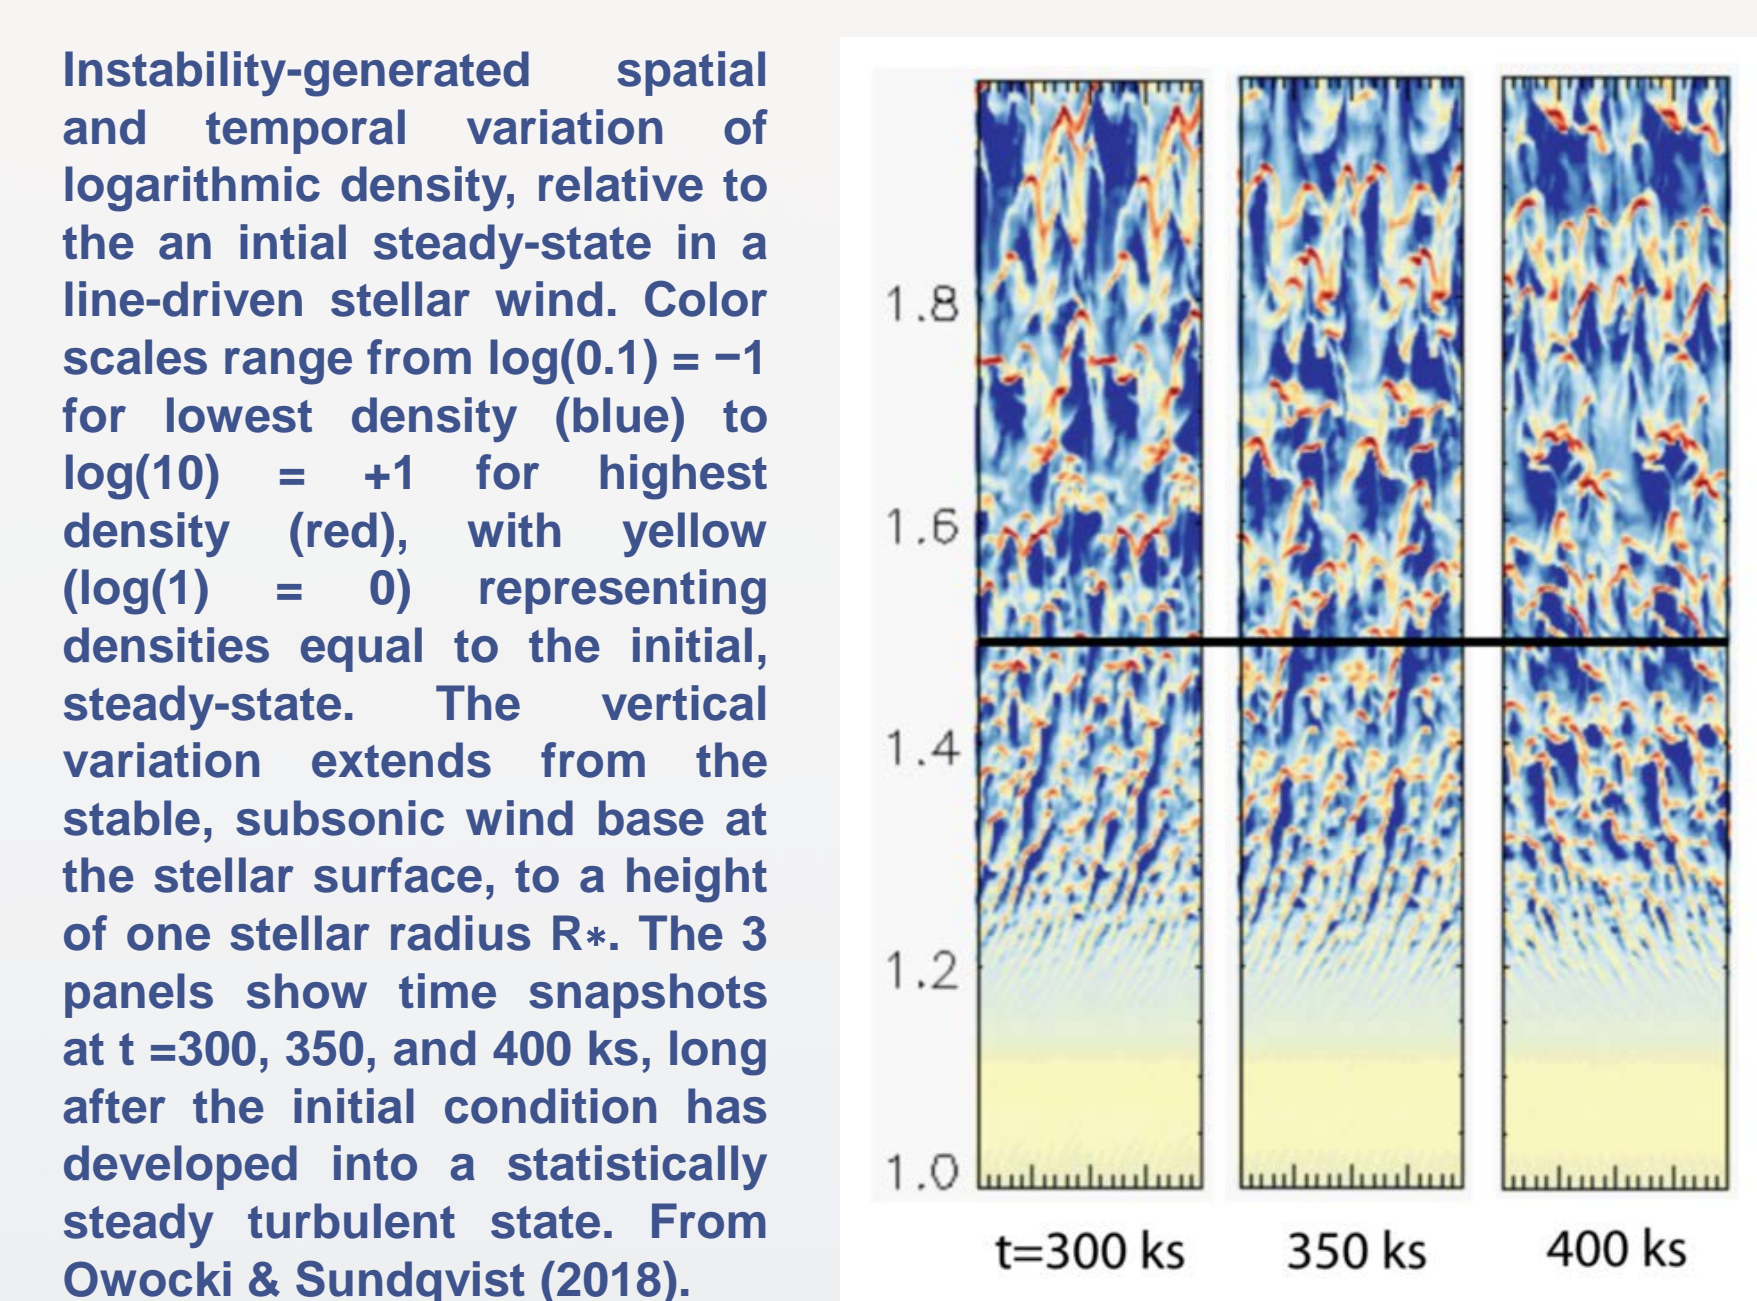 Instability-generated spatial
and temporal variation of
logarithmic density, relative to
the an intial steady-state in a
line-driven stellar wind. Color
scales range from log(0.1) = −1
for lowest density (blue) to
log(10) = +1 for highest
density (red), with yellow
(log(1) = 0) representing
densities equal to the initial,
steady-state. The vertical
variation extends from the
stable, subsonic wind base at
the stellar surface, to a height
of one stellar radius R∗. The 3
panels show time snapshots
at t =300, 350, and 400 ks, long
after the initial condition has
developed into a statistically
steady turbulent state. From
Owocki & Sundqvist (2018).
1.8
1.6
1.4
1.2
1.0
t=300 ks
350 ks
400 ks